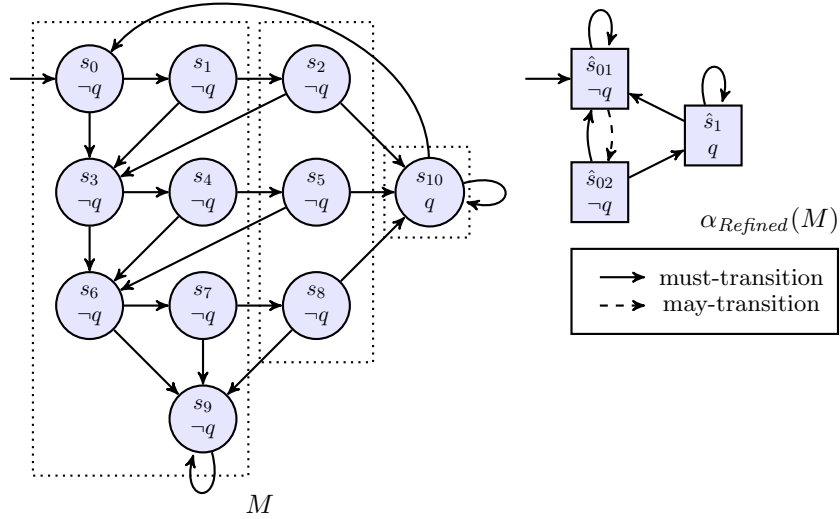 s0
¬q
s1
¬q
s2
¬q
s3
¬q
s4
¬q
s5
¬q
s10
q
s6
¬q
s7
¬q
s8
¬q
s9
¬q
M
ŝ01
¬q
ŝ1
q
ŝ02
¬q
αRefined(M)
must-transition
may-transition